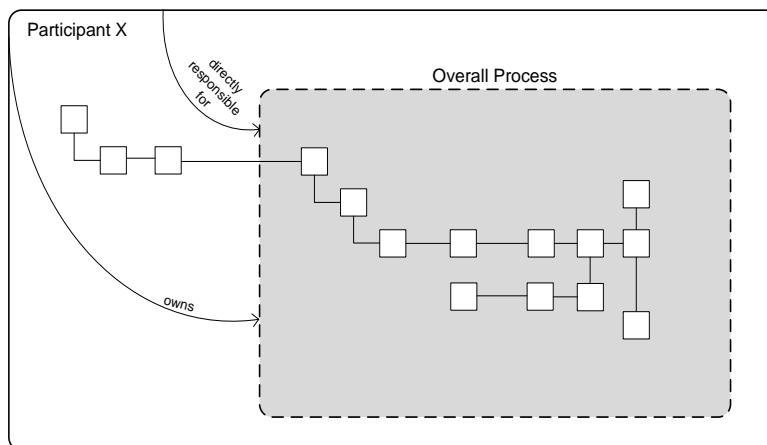 Participant X
directly
responsible
for
Overall Process
owns